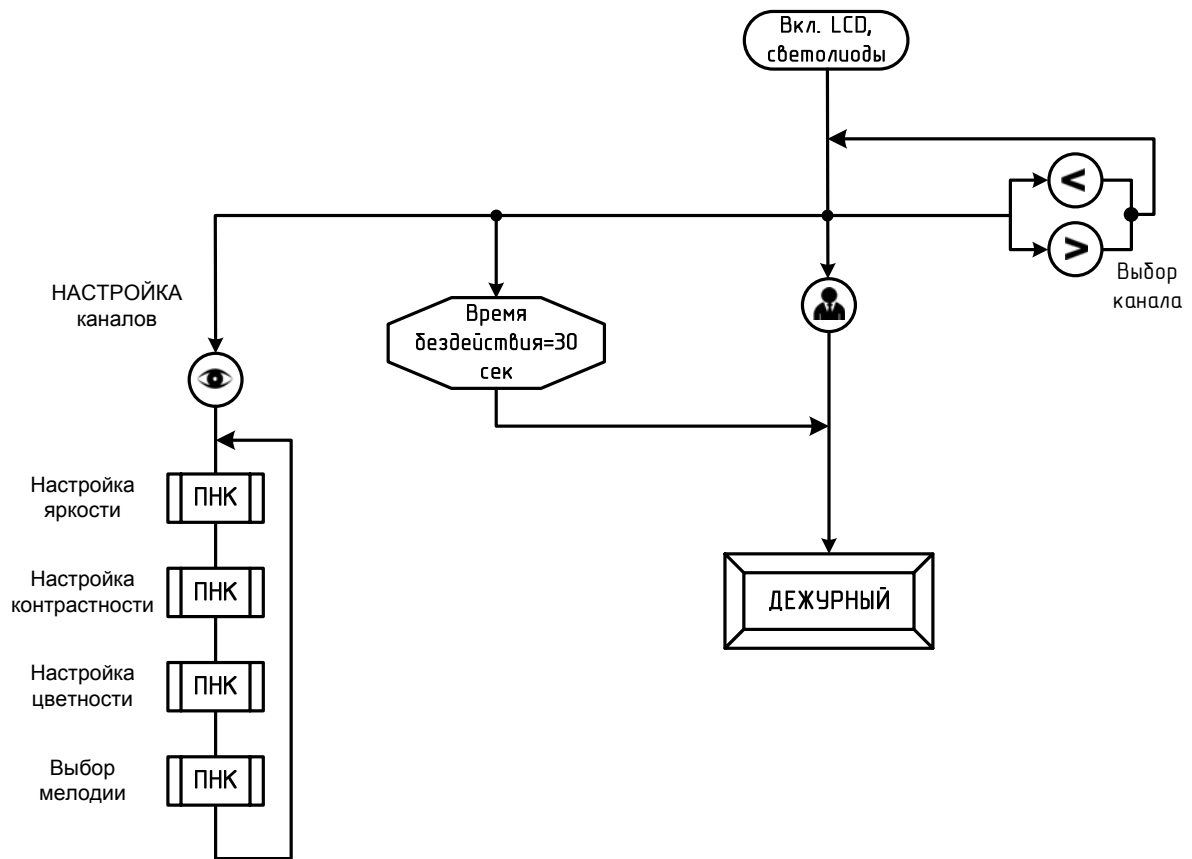 Вкл. LCD,
светолиоды
<
>
Выбор
канала
НАСТРОЙКА
каналов
Время
бездействия=30
сек
Настройка
яркости
ПНК
Настройка
контрастности
ПНК
ДЕЖУРНЫЙ
Настройка
цветности
ПНК
Выбор
мелодии
ПНК